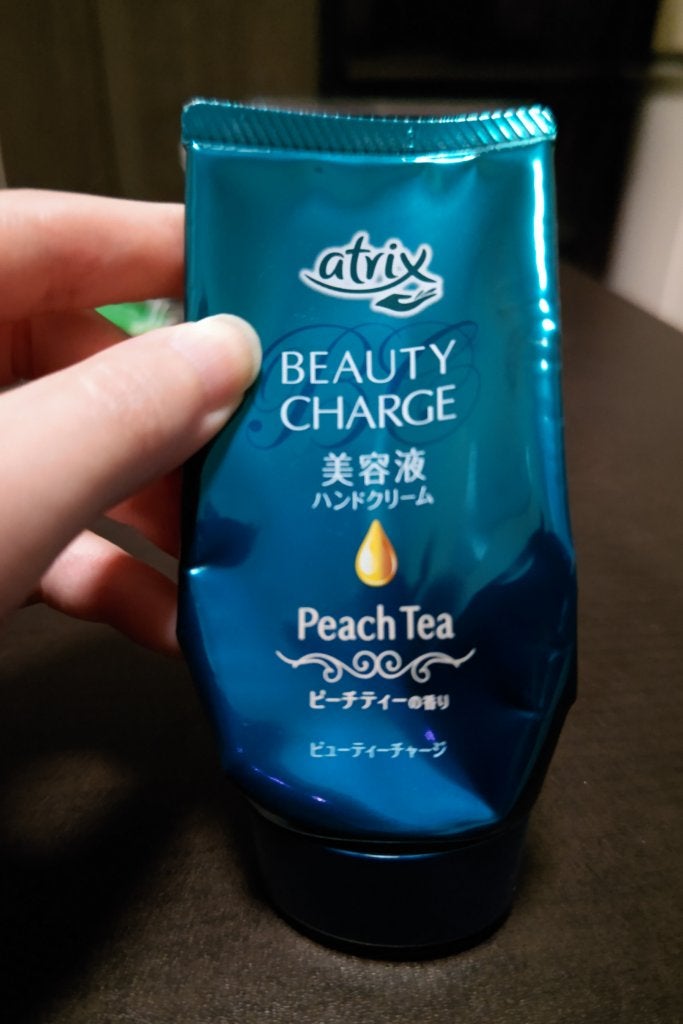 atrix
BEAUTY
CHARGE
美容液
ハンドクリーム
Peach Tea
ピーチティーの香り
ビューティーチャージ